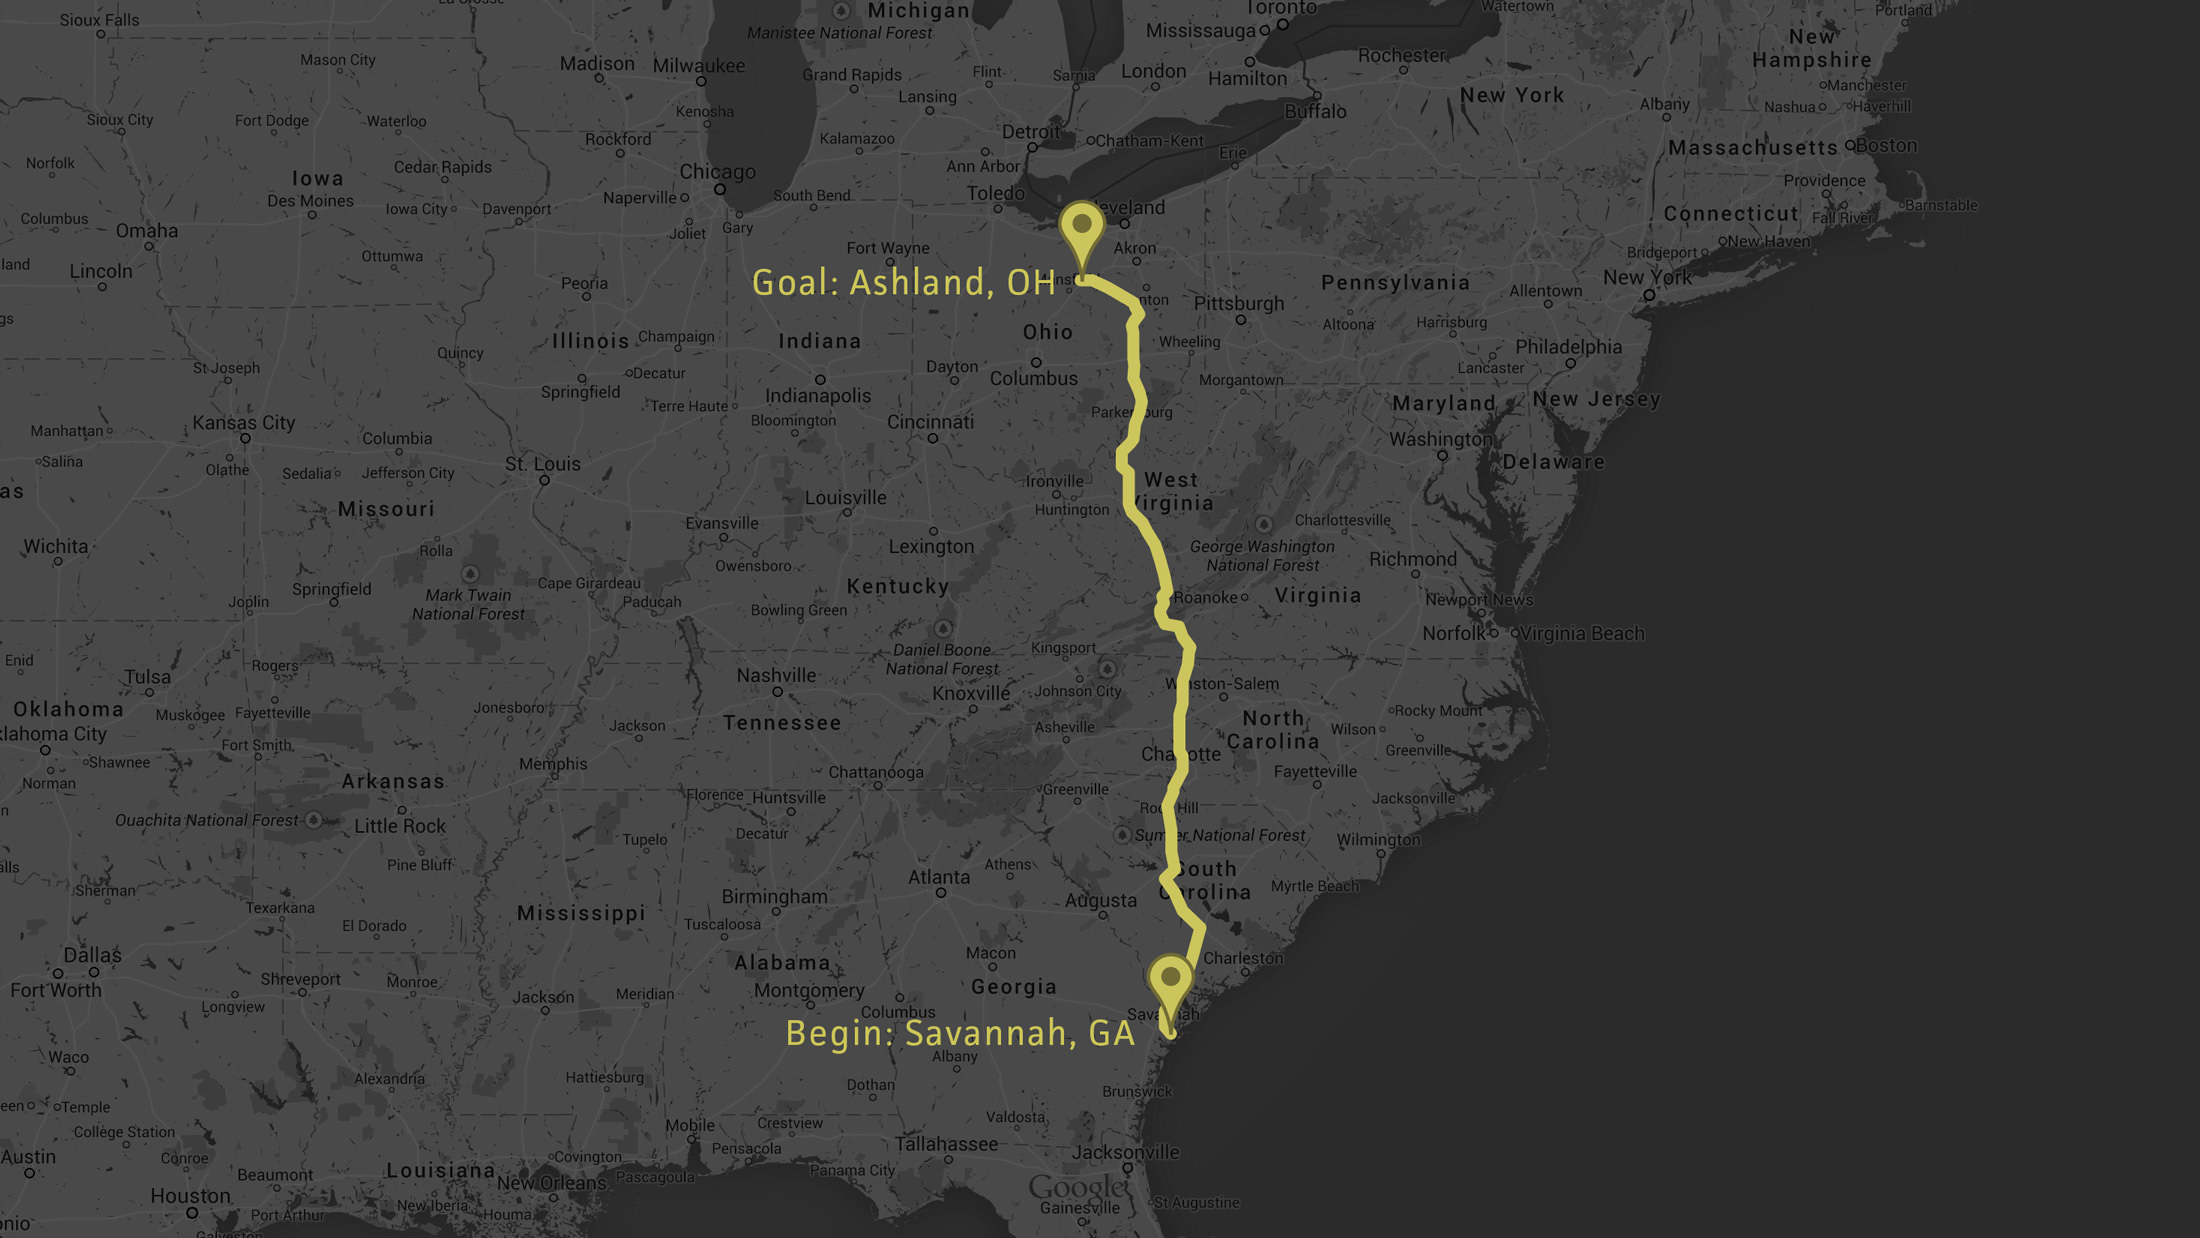 Sioux Falls
La Crosse
Michigan
Manistee National Forest
Toronto
Mississauga
Watertown
Portland
New
Hampshire
Mason City
Madison
Milwaukee
Grand Rapids
Flint
Sarnia
London
Hamilton
Rochester
Lansing
New York
Albany
Manchester
Nashua
Haverhill
Sioux City
Fort Dodge
Waterloo
Kenosha
Buffalo
Rockford
Kalamazoo
Detroit
Chatham-Kent
Massachusetts
Boston
Norfolk
Cedar Rapids
Chicago
Ann Arbor
Erie
Iowa
Des Moines
Iowa City
Davenport
Naperville
South Bend
Toledo
Providence
Columbus
Omaha
Joliet
Gary
eveland
Connecticut
Fall River
Barnstable
land
Lincoln
Ottumwa
Fort Wayne
Akron
Bridgeport
New Haven
Peoria
Goal: Ashland, OH
nton
Pittsburgh
Pennsylvania
Allentown
New York
gs
Illinois
Champaign
Indiana
Ohio
Wheeling
Altoona
Harrisburg
Philadelphia
Quincy
St Joseph
Decatur
Springfield
Dayton
Columbus
Morgantown
Lancaster
Terre Haute
Indianapolis
Bloomington
Cincinnati
Parkersburg
Maryland
New Jersey
Kansas City
Manhattan
Columbia
Washington
Salina
Olathe
Sedalia
Jefferson City
St. Louis
Delaware
as
Missouri
Louisville
Ironville
Huntington
West
Virginia
Wichita
Rolla
Evansville
Lexington
Charlottesville
George Washington
National Forest
Richmond
Owensboro
Springfield
Mark Twain
National Forest
Cape Girardeau
Kentucky
Joplin
Paducah
Bowling Green
Roanoke
Virginia
Newport News
Norfolk
Virginia Beach
Enid
Rogers
Daniel Boone
National Forest
Kingsport
Tulsa
Nashville
Knoxville
Johnson City
Winston-Salem
Oklahoma
klahoma City
Muskogee
Fayetteville
Jonesboro
Jackson
Tennessee
Asheville
North
Carolina
Rocky Mount
Wilson
Greenville
Fort Smith
Shawnee
Norman
Memphis
Chattanooga
Charlotte
Fayetteville
Arkansas
Florence
Huntsville
Greenville
Rock Hill
Jacksonville
n
Ouachita National Forest
Little Rock
Decatur
Tupelo
Sumter National Forest
Wilmington
alls
Pine Bluff
Athens
South
Carolina
Sherman
Texarkana
Birmingham
Atlanta
Augusta
Myrtle Beach
El Dorado
Mississippi
Tuscaloosa
Dallas
Fort Worth
Shreveport
Monroe
Alabama
Macon
Charleston
Longview
Jackson
Meridian
Montgomery
Georgia
Columbus
Savannah
Begin: Savannah, GA
Waco
Albany
Alexandria
Hattiesburg
Dothan
Brunswick
een
Temple
College Station
Mobile
Crestview
Valdosta
Austin
Conroe
Beaumont
Louisiana
Covington
Pensacola
Tallahassee
Jacksonville
New Orleans
Pascagoula
Panama City
Houston
Port Arthur
New Iberia
Houma
Google
Gainesville
St Augustine
onio
Galveston